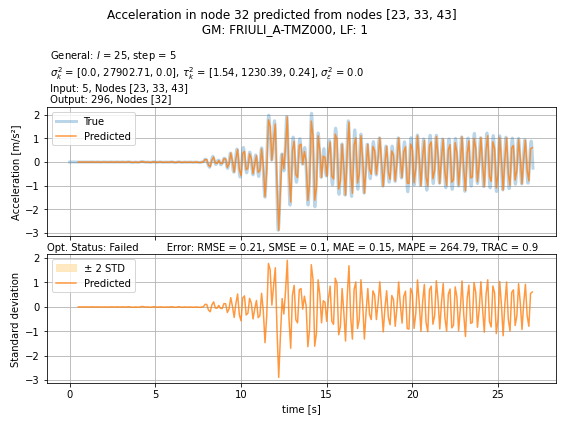 Acceleration in node 32 predicted from nodes [23, 33, 43]
GM: FRIULI_A-TMZ000, LF: 1
General: l = 25, step = 5
σ²ₖ = [0.0, 27902.71, 0.0], τ²ₖ = [1.54, 1230.39, 0.24], σ²ε = 0.0
Input: 5, Nodes [23, 33, 43]
Output: 296, Nodes [32]
True
Predicted
Acceleration [m/s²]
2
1
0
−1
−2
−3
Opt. Status: Failed
Error: RMSE = 0.21, SMSE = 0.1, MAE = 0.15, MAPE = 264.79, TRAC = 0.9
± 2 STD
Predicted
Standard deviation
2
1
0
−1
−2
−3
0 5 10 15 20 25
time [s]